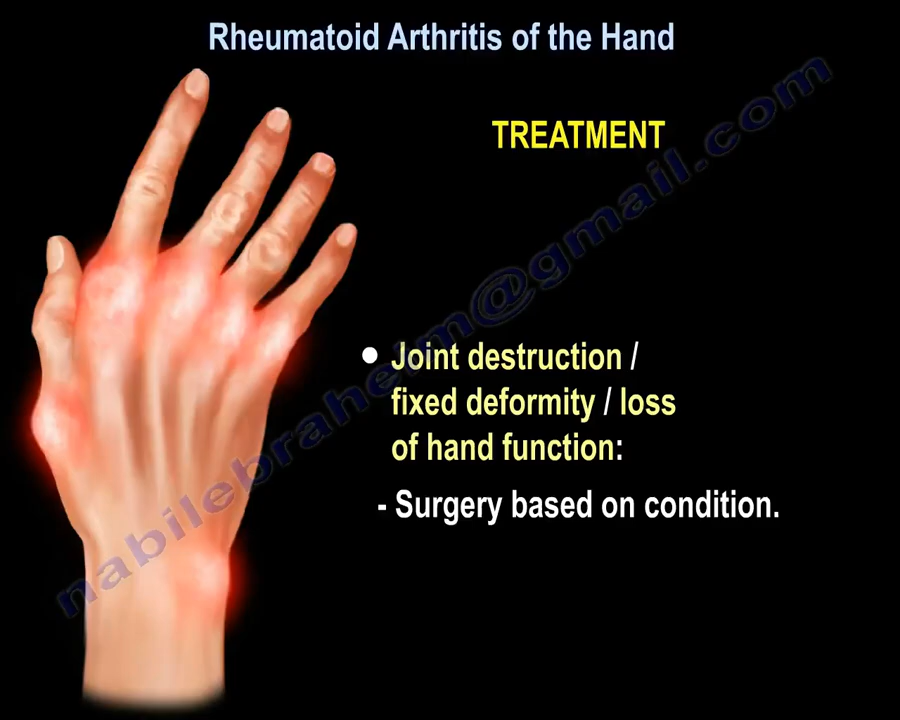 Rheumatoid Arthritis of the Hand
TREATMENT
nabilebraheim@gmail.com
• Joint destruction /
fixed deformity / loss
of hand function:
- Surgery based on condition.